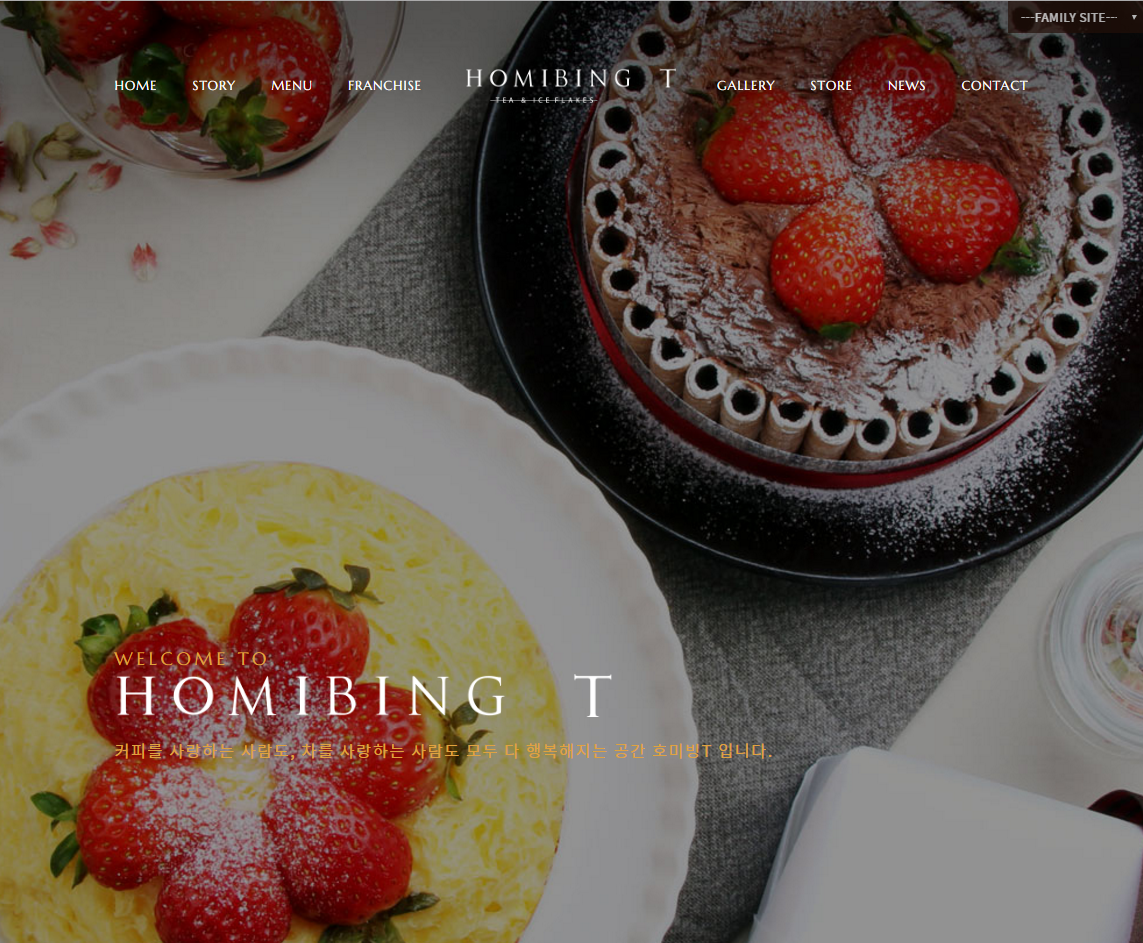 ---FAMILY SITE---
HOME STORY MENU FRANCHISE HOMIBING T GALLERY STORE NEWS CONTACT
TEA & ICE FLAKES
WELCOME TO
HOMIBING T
커피를 사랑하는 사람도, 차를 사랑하는 사람도 모두 다 행복해지는 공간 호미빙T 입니다.